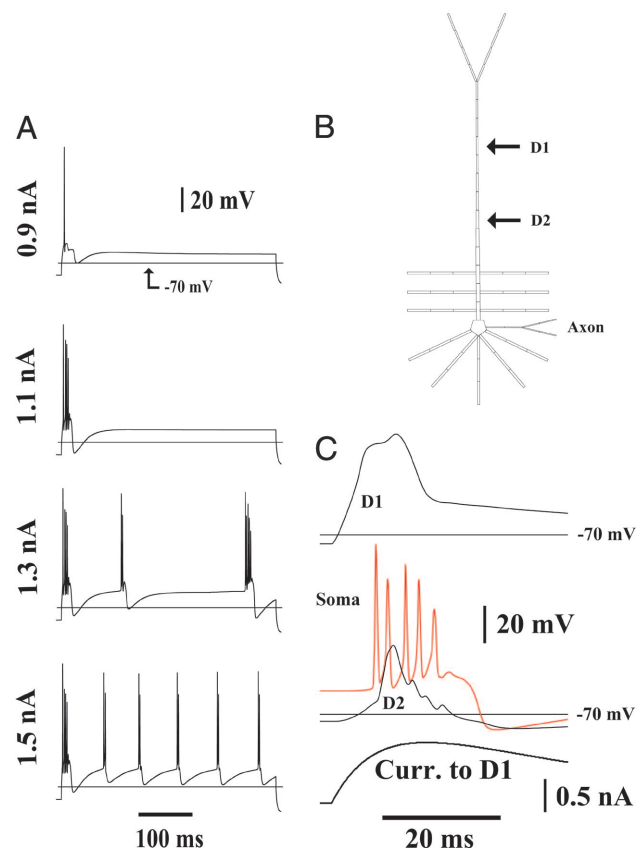 A
0.9 nA
20 mV
-70 mV
1.1 nA
1.3 nA
1.5 nA
100 ms
B
D1
D2
Axon
C
D1
-70 mV
Soma
20 mV
D2
-70 mV
Curr. to D1
0.5 nA
20 ms